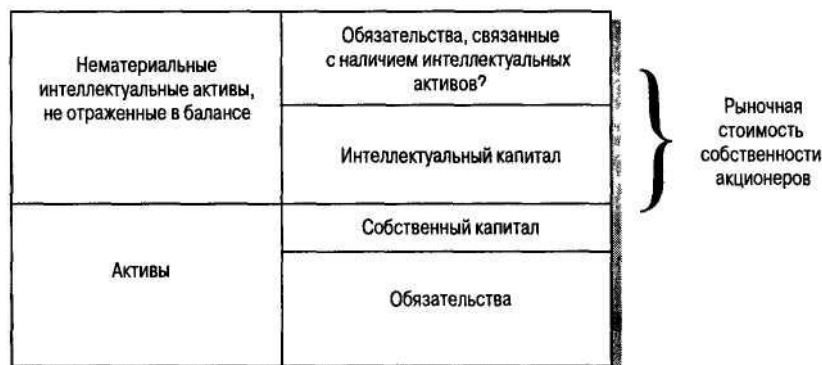 Нематериальные
интеллектуальные активы,
не отраженные в балансе
Обязательства, связанные
с наличием интеллектуальных
активов?
Интеллектуальный капитал
Рыночная
стоимость
собственности
акционеров
Активы
Собственный капитал
Обязательства